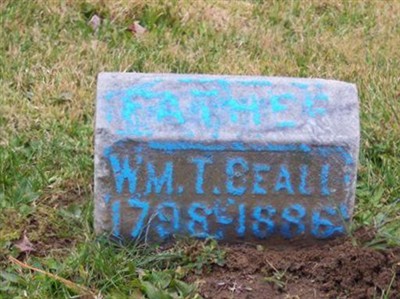 FATHER
WM. T. BEALL
1798-1886